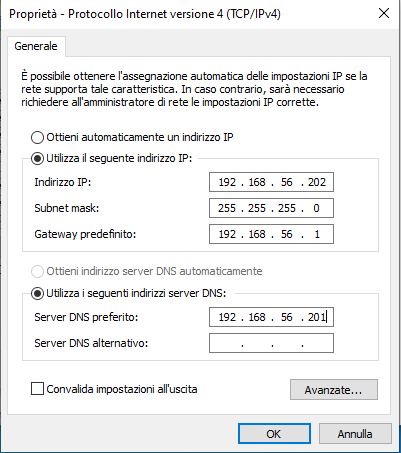 Proprietà - Protocollo Internet versione 4 (TCP/IPv4)
Generale
È possibile ottenere l'assegnazione automatica delle impostazioni IP se la
rete supporta tale caratteristica. In caso contrario, sarà necessario
richiedere all'amministratore di rete le impostazioni IP corrette.
Ottieni automaticamente un indirizzo IP
Utilizza il seguente indirizzo IP:
Indirizzo IP: 192 . 168 . 56 . 202
Subnet mask: 255 . 255 . 255 . 0
Gateway predefinito: 192 . 168 . 56 . 1
Ottieni indirizzo server DNS automaticamente
Utilizza i seguenti indirizzi server DNS:
Server DNS preferito: 192 . 168 . 56 . 201
Server DNS alternativo: . . .
Convalida impostazioni all'uscita Avanzate...
OK Annulla